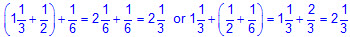 (1 1/3 + 1/2) + 1/6 = 2 1/6 + 1/6 = 2 1/3 or 1 1/3 + (1/2 + 1/6) = 1 1/3 + 2/3 = 2 1/3